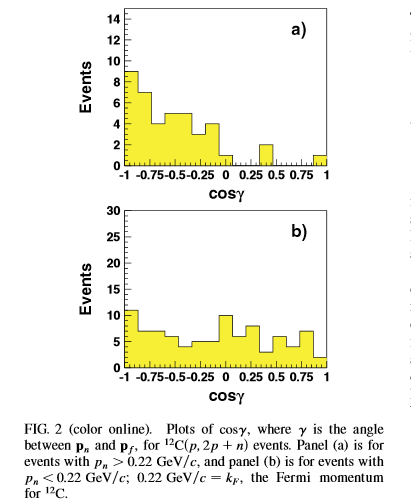 a)
Events
14
12
10
8
6
4
2
0
-1 -0.75 -0.5 -0.25 0 0.25 0.5 0.75 1
cosγ
b)
Events
30
25
20
15
10
5
0
-1 -0.75 -0.5 -0.25 0 0.25 0.5 0.75 1
cosγ
FIG. 2 (color online). Plots of cosγ, where γ is the angle
between pₙ and p_f, for ¹²C(p, 2p + n) events. Panel (a) is for
events with pₙ > 0.22 GeV/c, and panel (b) is for events with
pₙ < 0.22 GeV/c; 0.22 GeV/c = k_F, the Fermi momentum
for ¹²C.